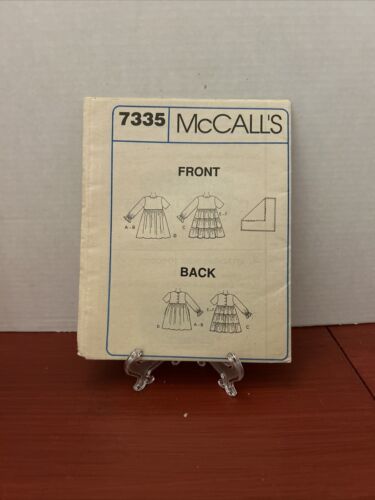 7335 McCALL'S
FRONT
A-B
D
C
E-F
BACK
E-F
D
A-B
C